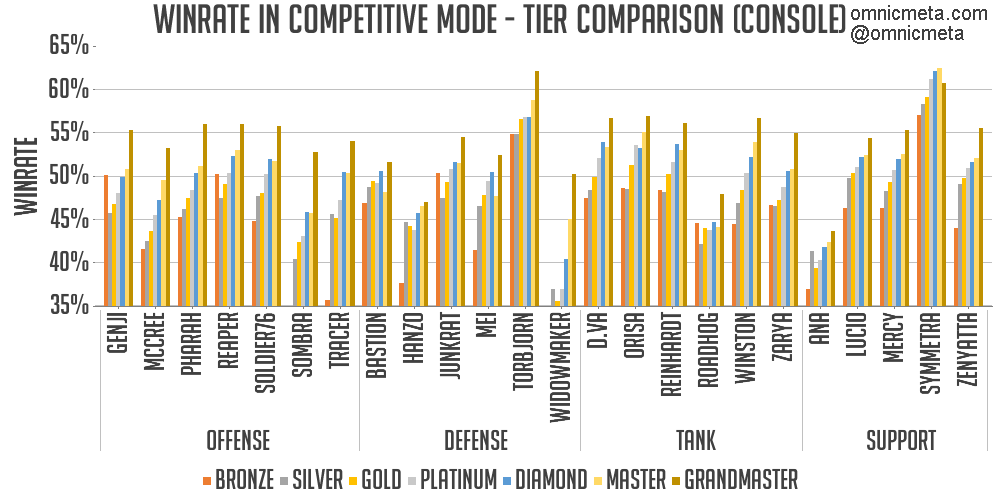 WINRATE IN COMPETITIVE MODE - TIER COMPARISON (CONSOLE)
omnicmeta.com
@omnicmeta
65%
60%
55%
50%
45%
40%
35%
WINRATE
GENJI
MCCREE
PHARAH
REAPER
SOLDIER76
SOMBRA
TRACER
BASTION
HANZO
JUNKRAT
MEI
TORBJORN
WIDOWMAKER
D.VA
ORISA
REINHARDT
ROADHOG
WINSTON
ZARYA
ANA
LUCIO
MERCY
SYMMETRA
ZENYATTA
OFFENSE
DEFENSE
TANK
SUPPORT
BRONZE
SILVER
GOLD
PLATINUM
DIAMOND
MASTER
GRANDMASTER